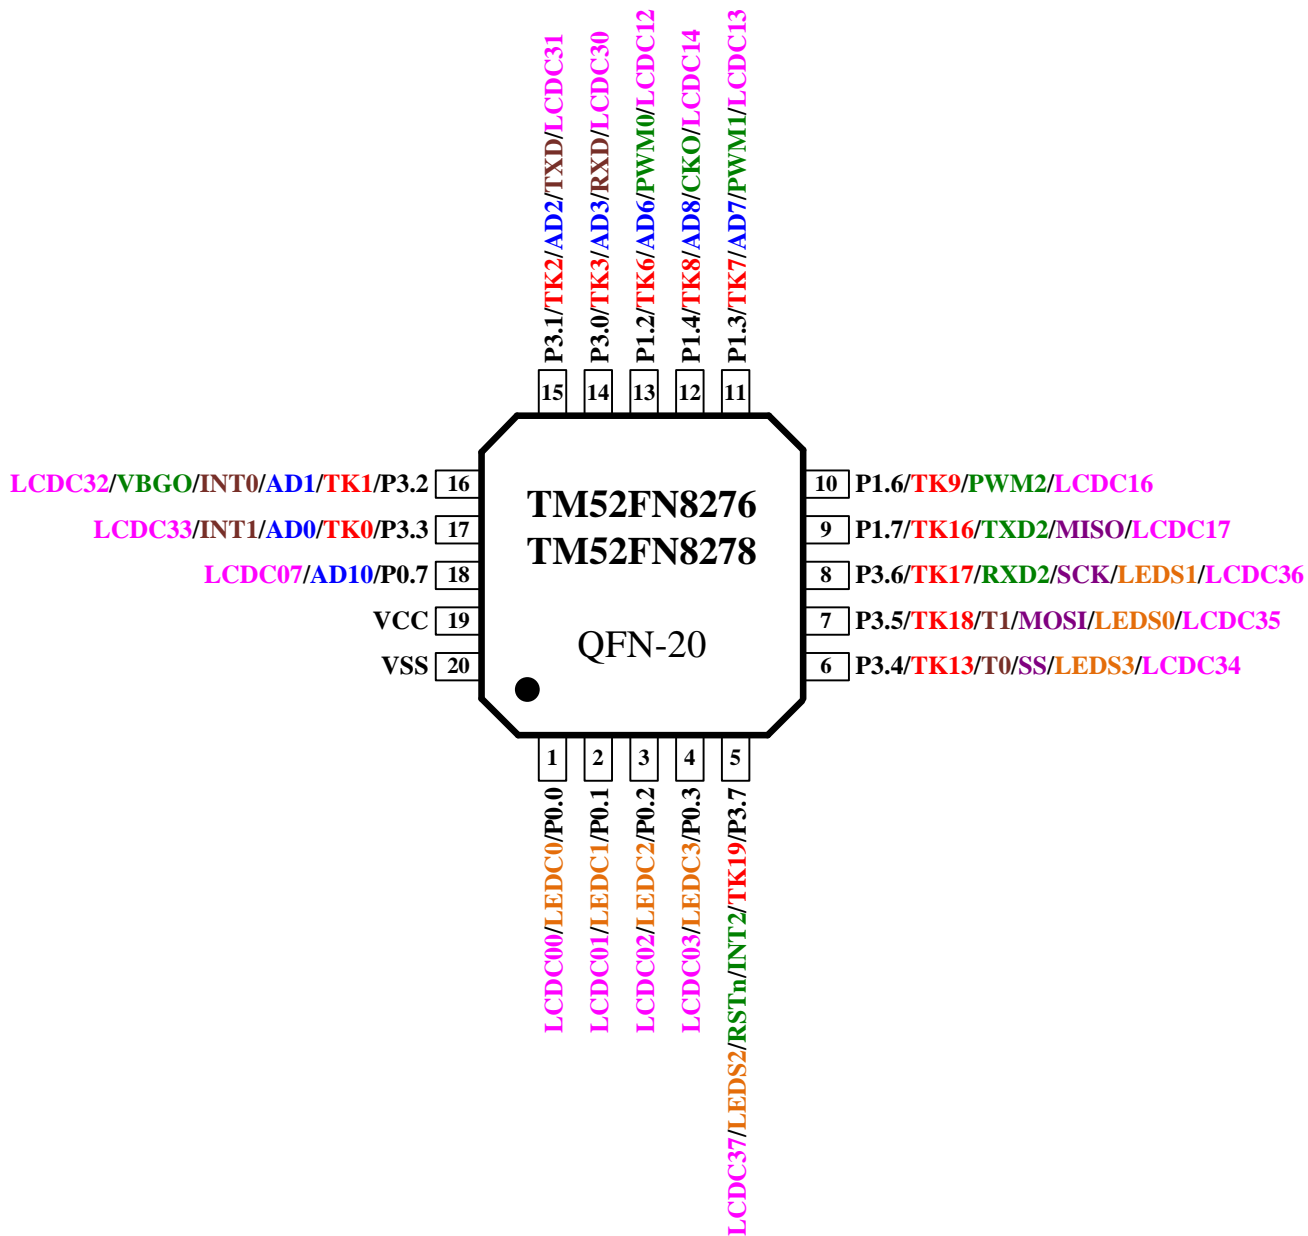 P3.1/TK2/AD2/TXD/LCDC31
P3.0/TK3/AD3/RXD/LCDC30
P1.2/TK6/AD6/PWM0/LCDC12
P1.4/TK8/AD8/CKO/LCDC14
P1.3/TK7/AD7/PWM1/LCDC13
15 14 13 12 11
LCDC32/VBGO/INT0/AD1/TK1/P3.2 16
LCDC33/INT1/AD0/TK0/P3.3 17
LCDC07/AD10/P0.7 18
VCC 19
VSS 20
TM52FN8276
TM52FN8278
QFN-20
10 P1.6/TK9/PWM2/LCDC16
9 P1.7/TK16/TXD2/MISO/LCDC17
8 P3.6/TK17/RXD2/SCK/LEDS1/LCDC36
7 P3.5/TK18/T1/MOSI/LEDS0/LCDC35
6 P3.4/TK13/T0/SS/LEDS3/LCDC34
1 2 3 4 5
LCDC00/LEDC0/P0.0
LCDC01/LEDC1/P0.1
LCDC02/LEDC2/P0.2
LCDC03/LEDC3/P0.3
LCDC37/LEDS2/RSTn/INT2/TK19/P3.7